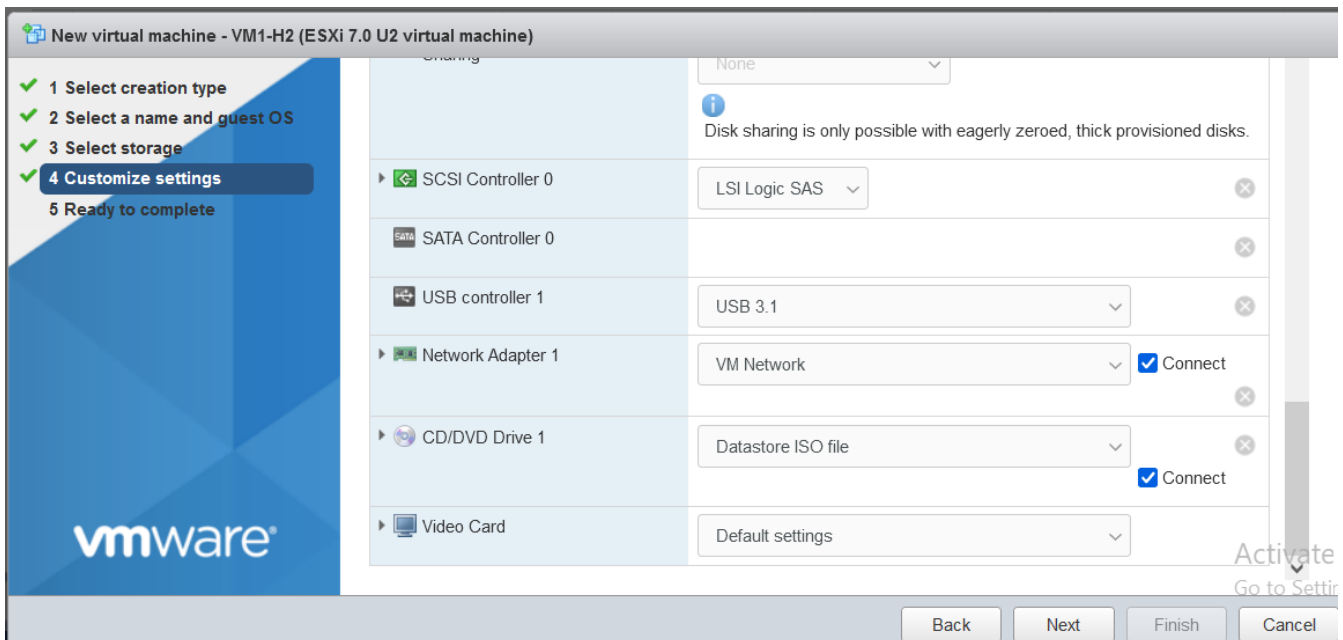 New virtual machine - VM1-H2 (ESXi 7.0 U2 virtual machine)
1 Select creation type
2 Select a name and guest OS
3 Select storage
4 Customize settings
5 Ready to complete
vmware®
Sharing
None
Disk sharing is only possible with eagerly zeroed, thick provisioned disks.
SCSI Controller 0
LSI Logic SAS
SATA
SATA Controller 0
USB controller 1
USB 3.1
Network Adapter 1
VM Network
Connect
CD/DVD Drive 1
Datastore ISO file
Connect
Video Card
Default settings
Activate
Go to Settin
Back
Next
Finish
Cancel